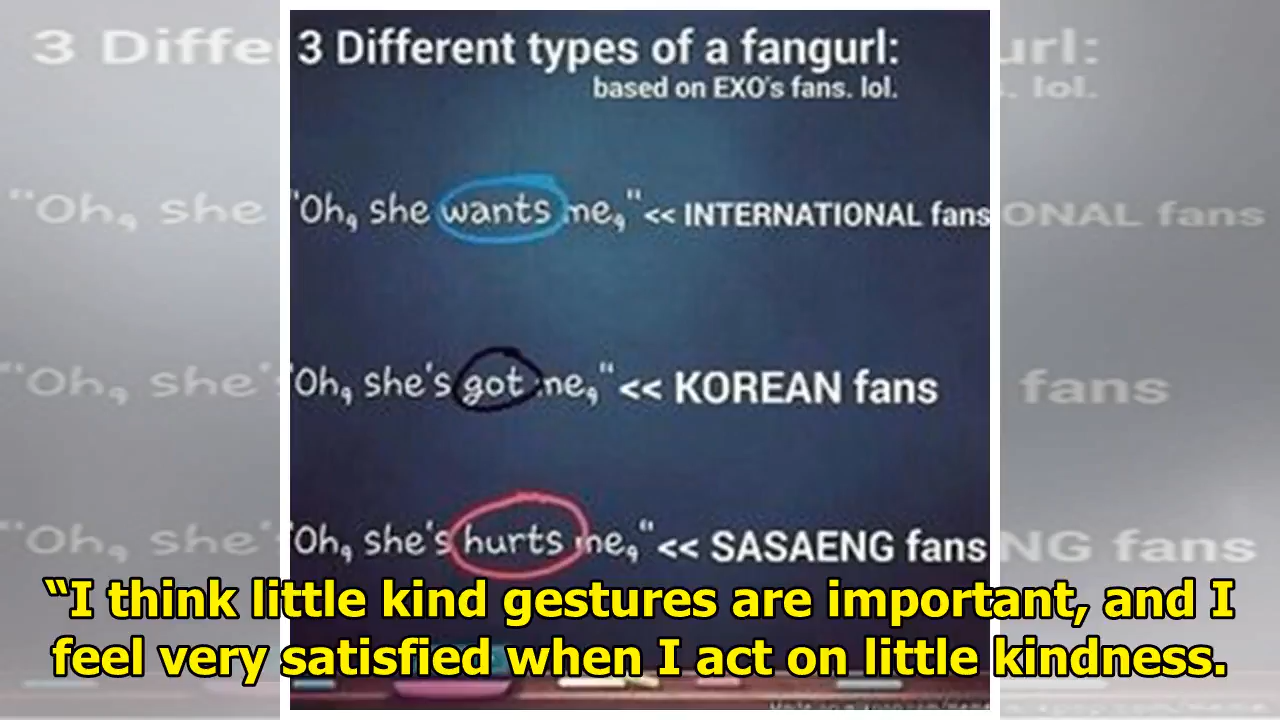 3 Different types of a fangurl:
based on EXO's fans. lol.
"Oh, she wants me," << INTERNATIONAL fans
"Oh, she's got me," << KOREAN fans
"Oh, she's hurts me," << SASAENG fans
“I think little kind gestures are important, and I
feel very satisfied when I act on little kindness.